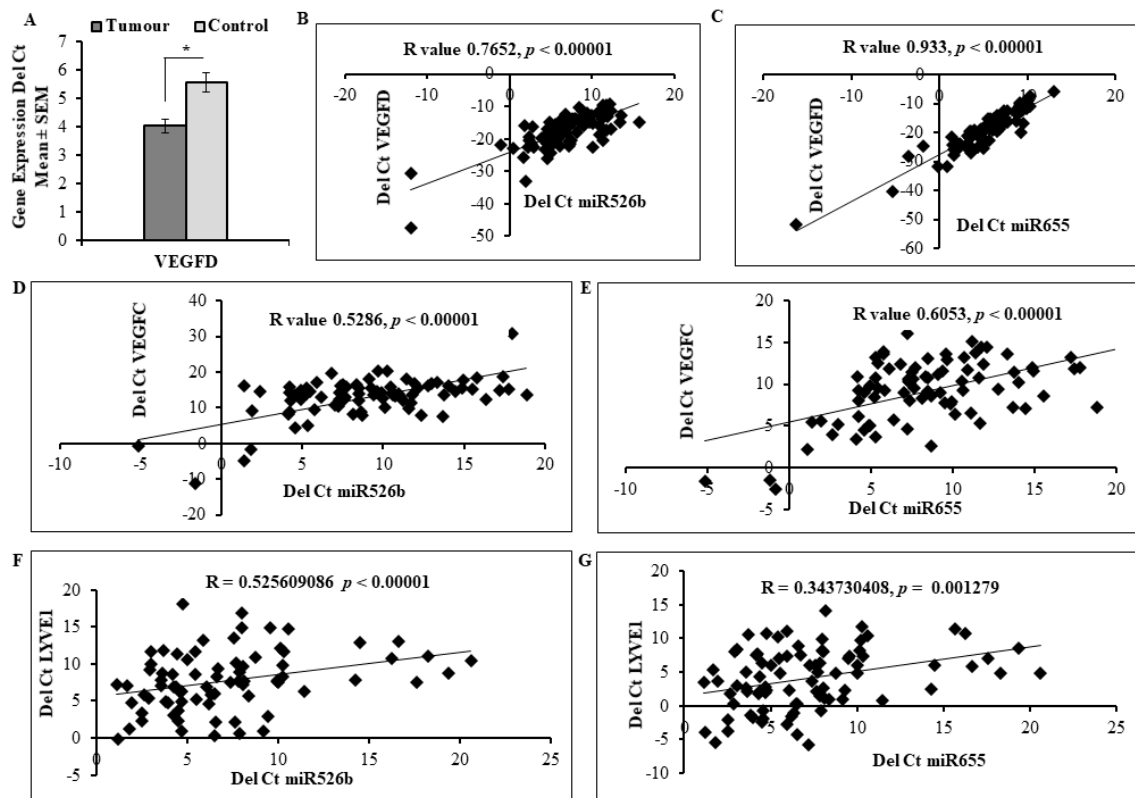 A
Tumour Control
*
Gene Expression Del Ct
Mean ± SEM
7
6
5
4
3
2
1
0
VEGFD
B
R value 0.7652, p < 0.00001
-20 -10 0 10 20
0
-10
-20
-30
-40
-50
Del Ct VEGFD
Del Ct miR526b
C
R value 0.933, p < 0.00001
-20 -10 0 10 20
0
-10
-20
-30
-40
-50
-60
Del Ct VEGFD
Del Ct miR655
D
R value 0.5286, p < 0.00001
Del Ct VEGFC
40
30
20
10
0
-10
-20
-10 -5 0 5 10 15 20
Del Ct miR526b
E
R value 0.6053, p < 0.00001
Del Ct VEGFC
20
15
10
5
0
-5
-10 -5 0 5 10 15 20
Del Ct miR655
F
R = 0.525609086 p < 0.00001
Del Ct LYVE1
20
15
10
5
0
-5
0 5 10 15 20 25
Del Ct miR526b
G
R = 0.343730408, p = 0.001279
Del Ct LYVE1
20
15
10
5
0
-5
-10
0 5 10 15 20 25
Del Ct miR655